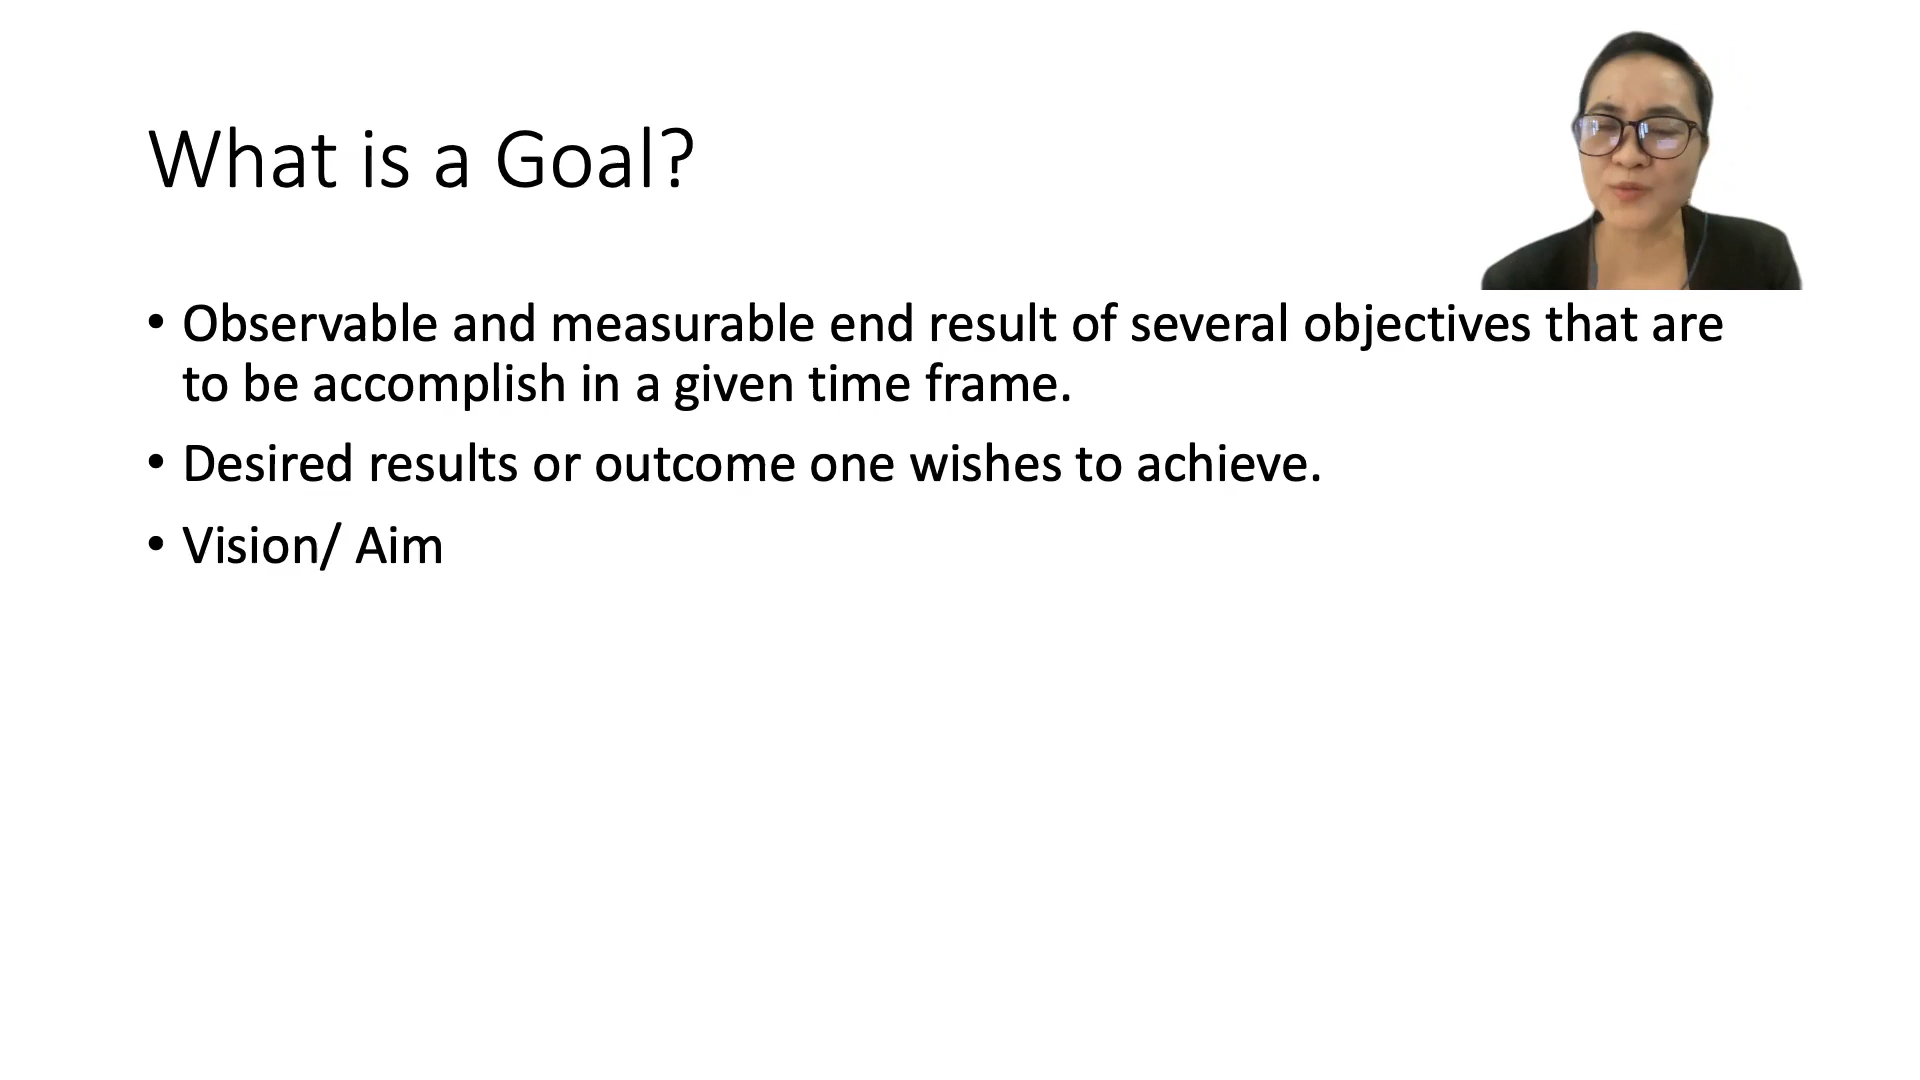 What is a Goal?
• Observable and measurable end result of several objectives that are
to be accomplish in a given time frame.
• Desired results or outcome one wishes to achieve.
• Vision/ Aim